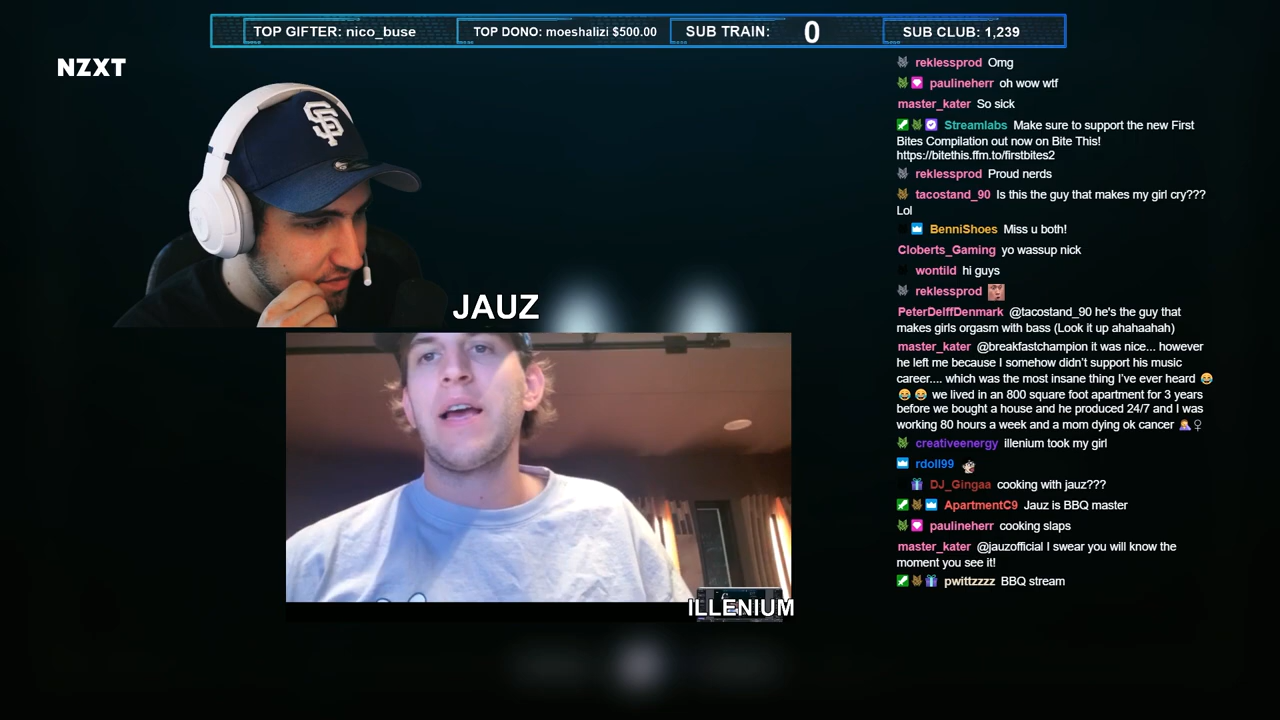 TOP GIFTER: nico_buse
TOP DONO: moeshalizi $500.00
SUB TRAIN: 0
SUB CLUB: 1,239
NZXT
SF
JAUZ
ILLENIUM
reklessprod Omg
paulineherr oh wow wtf
master_kater So sick
Streamlabs Make sure to support the new First
Bites Compilation out now on Bite This!
https://bitethis.ffm.to/firstbites2
reklessprod Proud nerds
tacostand_90 Is this the guy that makes my girl cry???
Lol
BenniShoes Miss u both!
Cloberts_Gaming yo wassup nick
wontild hi guys
reklessprod
PeterDelffDenmark @tacostand_90 he's the guy that
makes girls orgasm with bass (Look it up ahahaahah)
master_kater @breakfastchampion it was nice... however
he left me because I somehow didn't support his music
career.... which was the most insane thing I've ever heard 😂
😂 😂 we lived in an 800 square foot apartment for 3 years
before we bought a house and he produced 24/7 and I was
working 80 hours a week and a mom dying ok cancer 🤷‍♀
creativeenergy illenium took my girl
rdoll99
DJ_Gingaa cooking with jauz???
ApartmentC9 Jauz is BBQ master
paulineherr cooking slaps
master_kater @jauzofficial I swear you will know the
moment you see it!
pwittzzzz BBQ stream